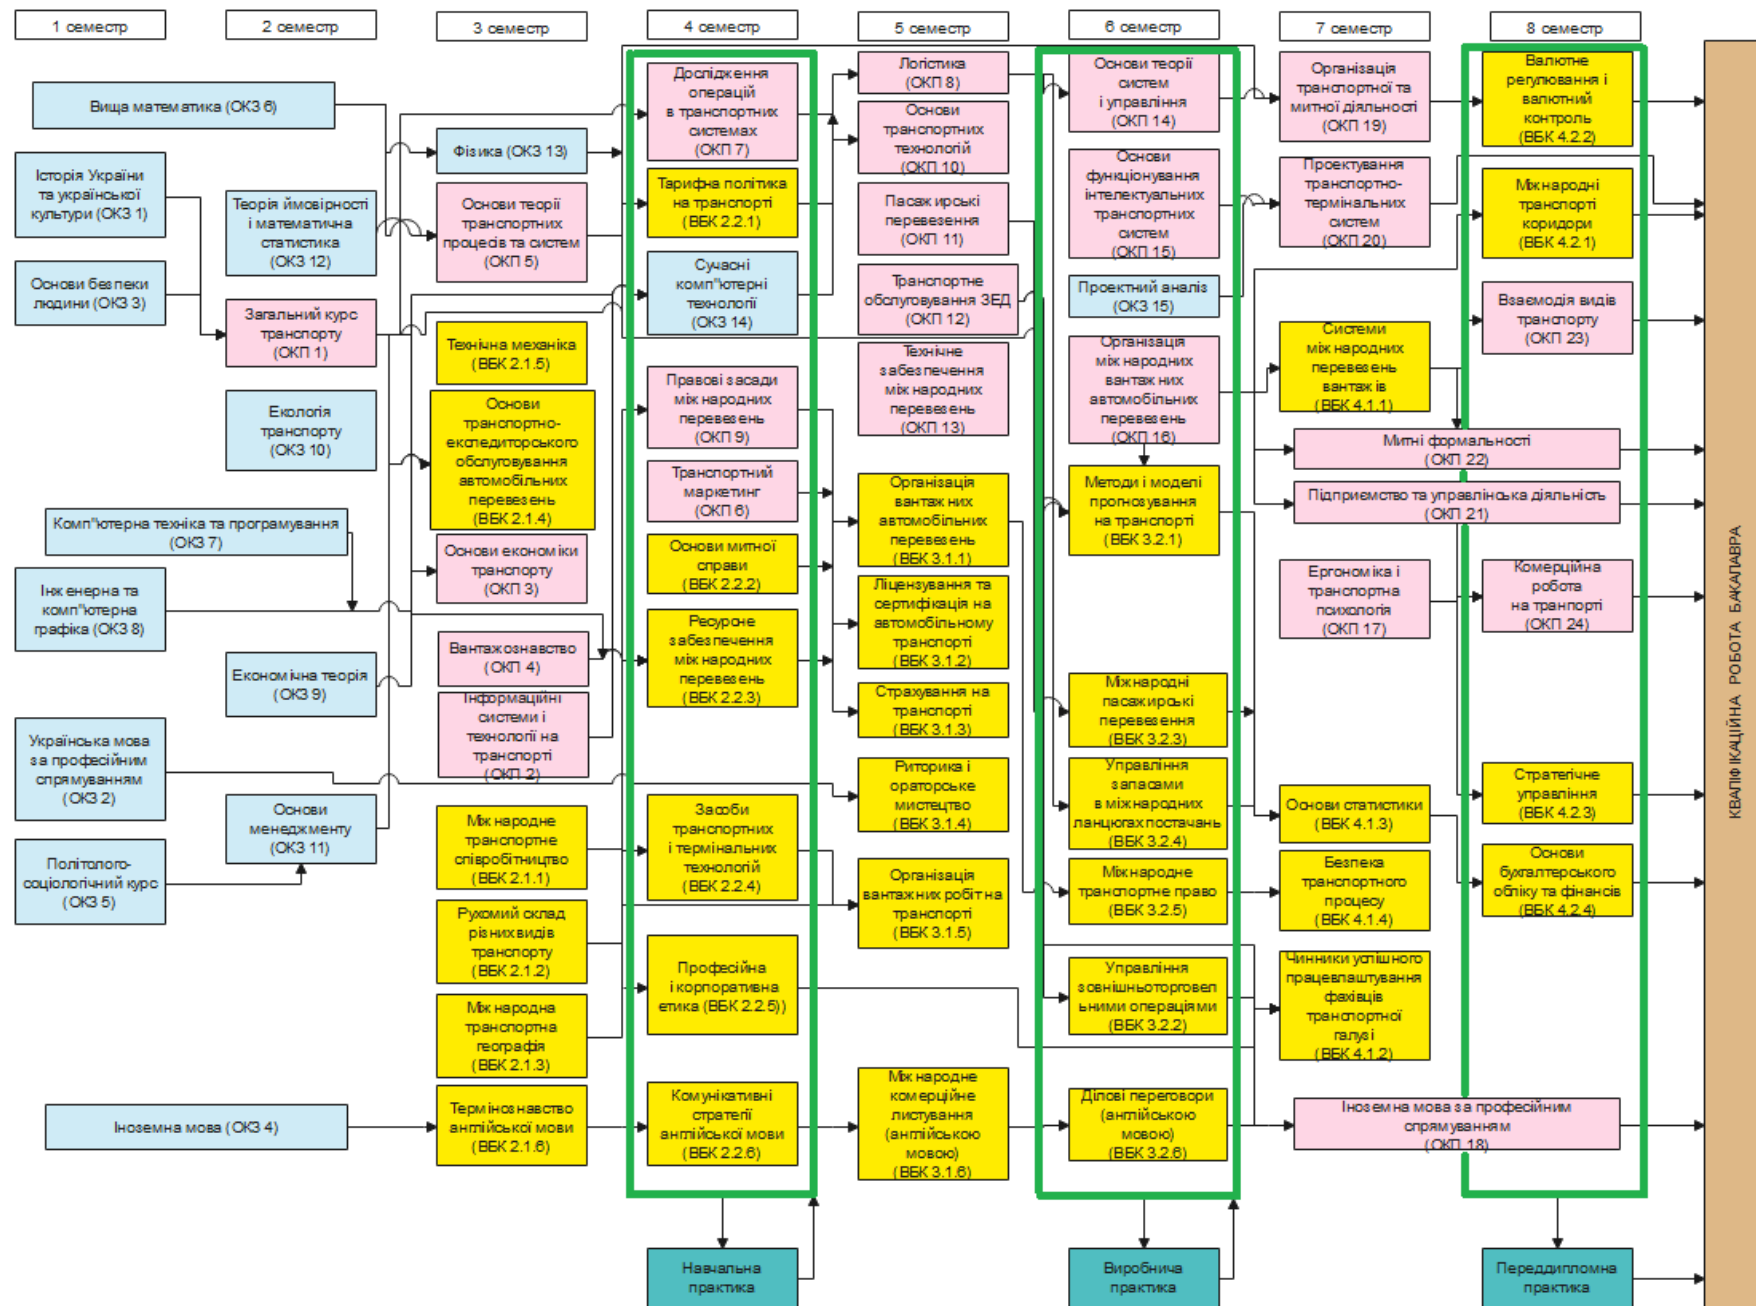 1 семестр
2 семестр
3 семестр
4 семестр
5 семестр
6 семестр
7 семестр
8 семестр
Вища математика (ОКЗ 6)
Історія України
та української
культури (ОКЗ 1)
Основи безпеки
людини (ОКЗ 3)
Комп"ютерна техніка та програмування
(ОКЗ 7)
Інженерна та
комп"ютерна
графіка (ОКЗ 8)
Українська мова
за професійним
спрямуванням
(ОКЗ 2)
Політолого-
соціологічний курс
(ОКЗ 5)
Іноземна мова (ОКЗ 4)
Теорія ймовірності
і математична
статистика
(ОКЗ 12)
Загальний курс
транспорту
(ОКП 1)
Екологія
транспорту
(ОКЗ 10)
Економічна теорія
(ОКЗ 9)
Основи
менеджменту
(ОКЗ 11)
Фізика (ОКЗ 13)
Основи теорії
транспортних
процесів та систем
(ОКП 5)
Технічна механіка
(ВБК 2.1.5)
Основи
транспортно-
експедиторського
обслуговування
автомобільних
перевезень
(ВБК 2.1.4)
Основи економіки
транспорту
(ОКП 3)
Вантажознавство
(ОКП 4)
Інформаційні
системи і
технології на
транспорті
(ОКП 2)
Міжнародне
транспортне
співробітництво
(ВБК 2.1.1)
Рухомий склад
різних видів
транспорту
(ВБК 2.1.2)
Міжнародна
транспортна
географія
(ВБК 2.1.3)
Термінознавство
англійської мови
(ВБК 2.1.6)
Дослідження
операцій
в транспортних
системах
(ОКП 7)
Тарифна політика
на транспорті
(ВБК 2.2.1)
Сучасні
комп"ютерні
технології
(ОКЗ 14)
Правові засади
міжнародних
перевезень
(ОКП 9)
Транспортний
маркетинг
(ОКП 6)
Основи митної
справи
(ВБК 2.2.2)
Ресурсне
забезпечення
міжнародних
перевезень
(ВБК 2.2.3)
Засоби
транспортних
і термінальних
технологій
(ВБК 2.2.4)
Професійна
і корпоративна
етика (ВБК 2.2.5))
Комунікативні
стратегії
англійської мови
(ВБК 2.2.6)
Навчальна
практика
Логістика
(ОКП 8)
Основи
транспортних
технологій
(ОКП 10)
Пасажирські
перевезення
(ОКП 11)
Транспортне
обслуговування ЗЕД
(ОКП 12)
Технічне
забезпечення
міжнародних
перевезень
(ОКП 13)
Організація
вантажних
автомобільних
перевезень
(ВБК 3.1.1)
Ліцензування та
сертифікація на
автомобільному
транспорті
(ВБК 3.1.2)
Страхування на
транспорті
(ВБК 3.1.3)
Риторика і
ораторське
мистецтво
(ВБК 3.1.4)
Організація
вантажних робіт на
транспорті
(ВБК 3.1.5)
Міжнародне
комерційне
листування
(англійською
мовою)
(ВБК 3.1.6)
Основи теорії
систем
і управління
(ОКП 14)
Основи
функціонування
інтелектуальних
транспортних
систем
(ОКП 15)
Проектний аналіз
(ОКЗ 15)
Організація
міжнародних
вантажних
автомобільних
перевезень
(ОКП 16)
Методи і моделі
прогнозування
на транспорті
(ВБК 3.2.1)
Міжнародні
пасажирські
перевезення
(ВБК 3.2.3)
Управління
запасами
в міжнародних
ланцюгах постачань
(ВБК 3.2.4)
Міжнародне
транспортне право
(ВБК 3.2.5)
Управління
зовнішньоторговел
ьними операціями
(ВБК 3.2.2)
Ділові переговори
(англійською
мовою)
(ВБК 3.2.6)
Виробнича
практика
Організація
транспортної та
митної діяльності
(ОКП 19)
Проектування
транспортно-
термінальних
систем
(ОКП 20)
Системи
міжнародних
перевезень
вантажів
(ВБК 4.1.1)
Митні формальності
(ОКП 22)
Підприємство та управлінська діяльність
(ОКП 21)
Ергономіка і
транспортна
психологія
(ОКП 17)
Основи статистики
(ВБК 4.1.3)
Безпека
транспортного
процесу
(ВБК 4.1.4)
Чинники успішного
працевлаштування
фахівців
транспортної
галузі
(ВБК 4.1.2)
Іноземна мова за професійним
спрямуванням
(ОКП 18)
Валютне
регулювання і
валютний
контроль
(ВБК 4.2.2)
Міжнародні
транспорті
коридори
(ВБК 4.2.1)
Взаємодія видів
транспорту
(ОКП 23)
Комерційна
робота
на транпорті
(ОКП 24)
Стратегічне
управління
(ВБК 4.2.3)
Основи
бухгалтерського
обліку та фінансів
(ВБК 4.2.4)
Переддипломна
практика
КВАЛІФІКАЦІЙНА РОБОТА БАКАЛАВРА